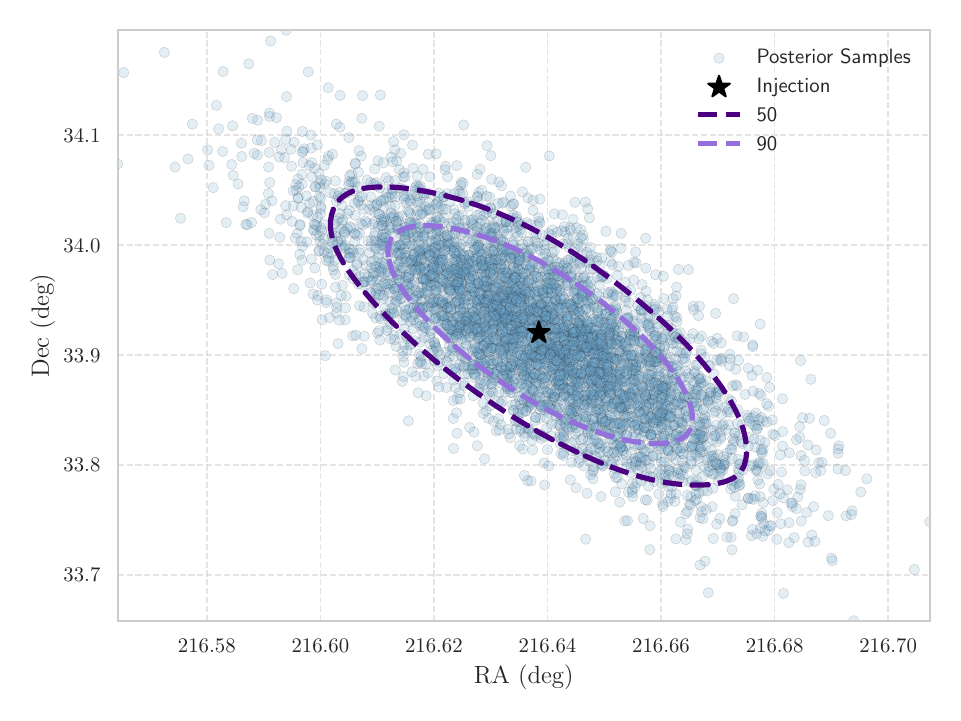 Posterior Samples
Injection
50
90
34.1
34.0
33.9
33.8
33.7
Dec (deg)
216.58 216.60 216.62 216.64 216.66 216.68 216.70
RA (deg)